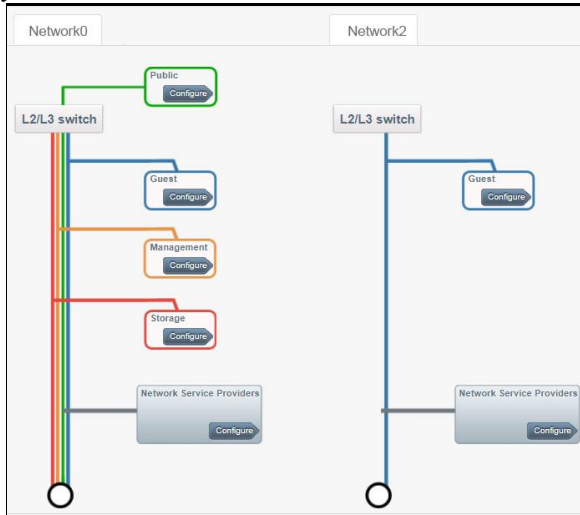 Network0
Network2
Public
Configure
L2/L3 switch
L2/L3 switch
Guest
Configure
Guest
Configure
Management
Configure
Storage
Configure
Network Service Providers
Configure
Network Service Providers
Configure